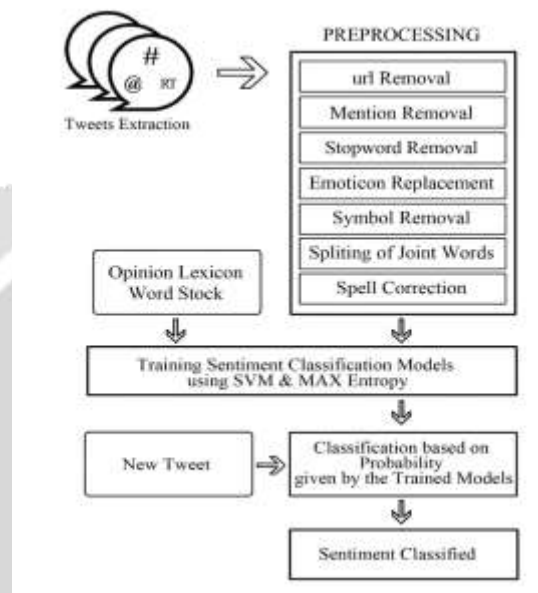 #
@ RT
Tweets Extraction
PREPROCESSING
url Removal
Mention Removal
Stopword Removal
Emoticon Replacement
Symbol Removal
Spliting of Joint Words
Spell Correction
Opinion Lexicon
Word Stock
Training Sentiment Classification Models
using SVM & MAX Entropy
New Tweet
Classification based on
Probability
given by the Trained Models
Sentiment Classified